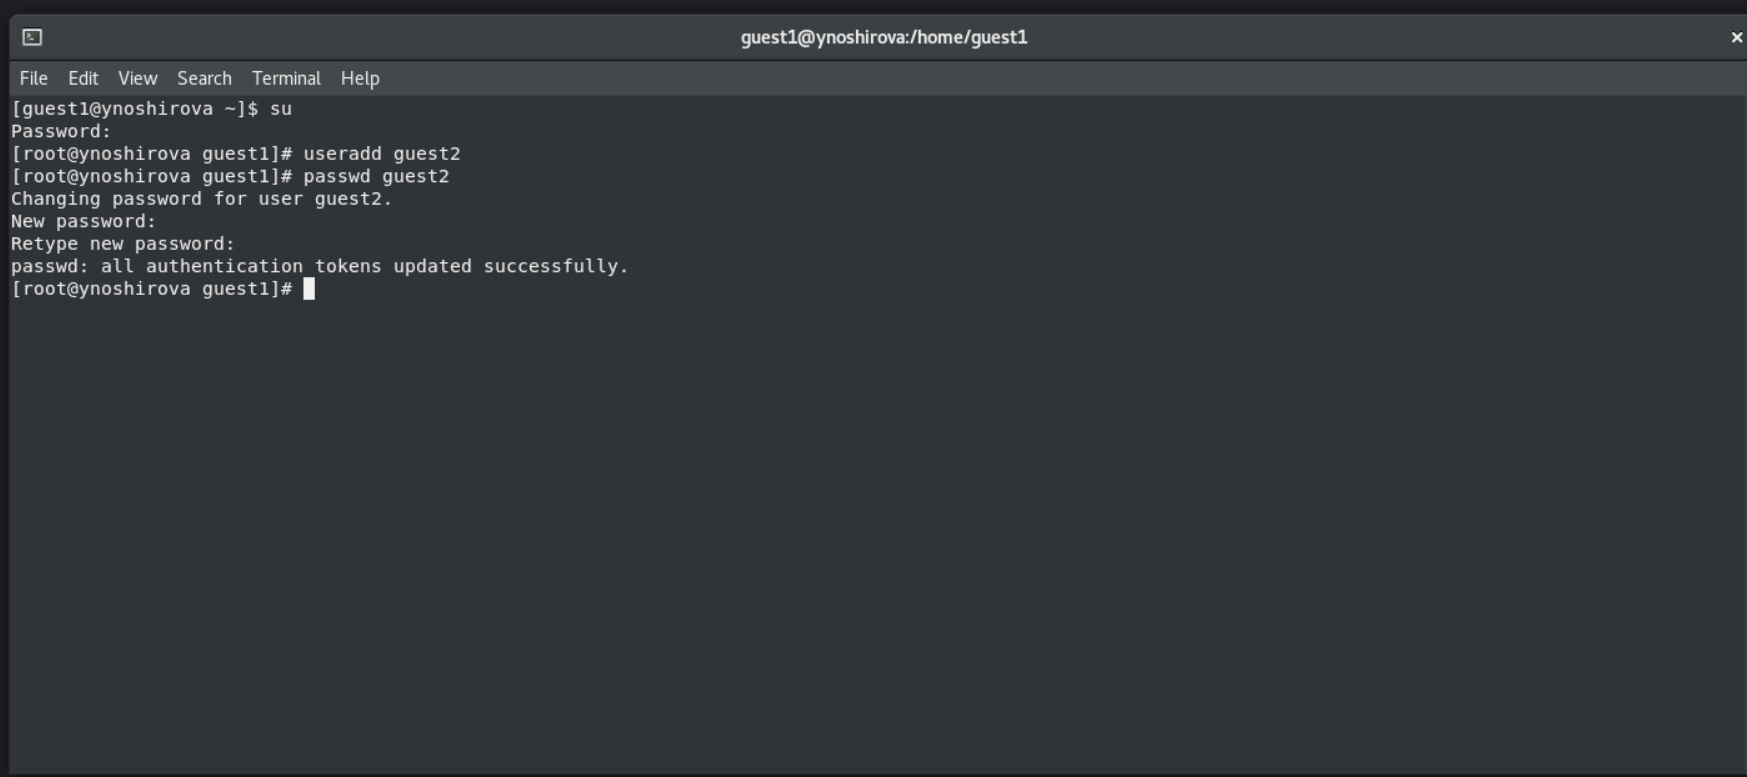 guest1@ynoshirova:/home/guest1 ×
File Edit View Search Terminal Help
[guest1@ynoshirova ~]$ su
Password:
[root@ynoshirova guest1]# useradd guest2
[root@ynoshirova guest1]# passwd guest2
Changing password for user guest2.
New password:
Retype new password:
passwd: all authentication tokens updated successfully.
[root@ynoshirova guest1]#